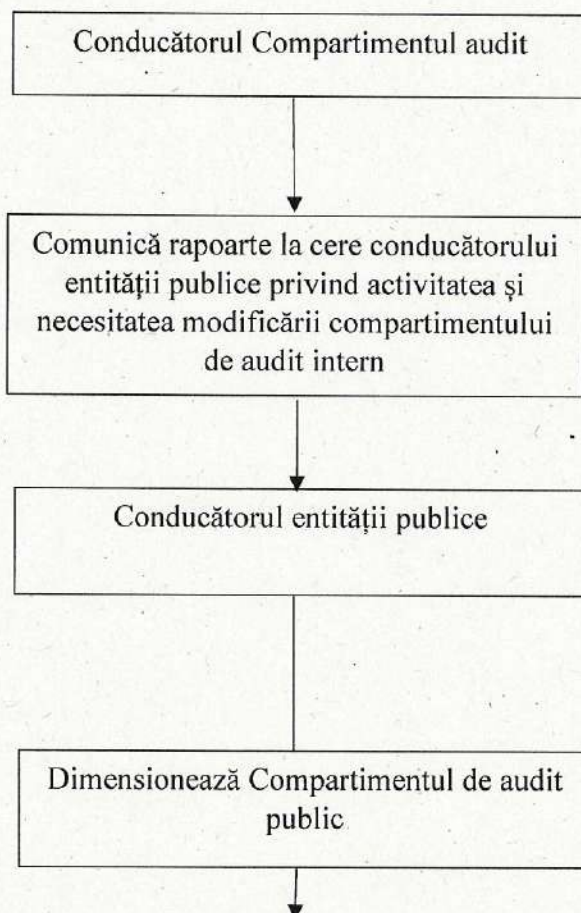 Conducătorul Compartimentul audit
Comunică rapoarte la cere conducătorului
entității publice privind activitatea și
necesitatea modificării compartimentului
de audit intern
Conducătorul entității publice
Dimensionează Compartimentul de audit
public